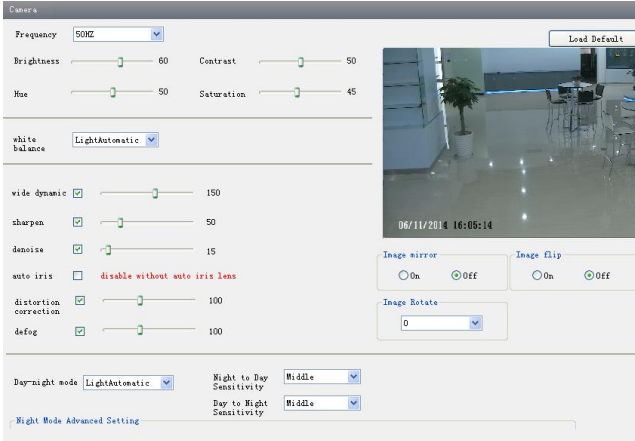 Camera
Frequency 50HZ
Load Default
Brightness 60 Contrast 50
Hue 50 Saturation 45
white
balance
LightAutomatic
wide dynamic 150
sharpen 50
denoise 15
auto iris disable without auto iris lens
distortion
correction
100
defog 100
06/11/2014 16:05:14
Image mirror
On Off
Image flip
On Off
Image Rotate
0
Day-night mode LightAutomatic
Night to Day
Sensitivity
Middle
Day to Night
Sensitivity
Middle
Night Mode Advanced Setting